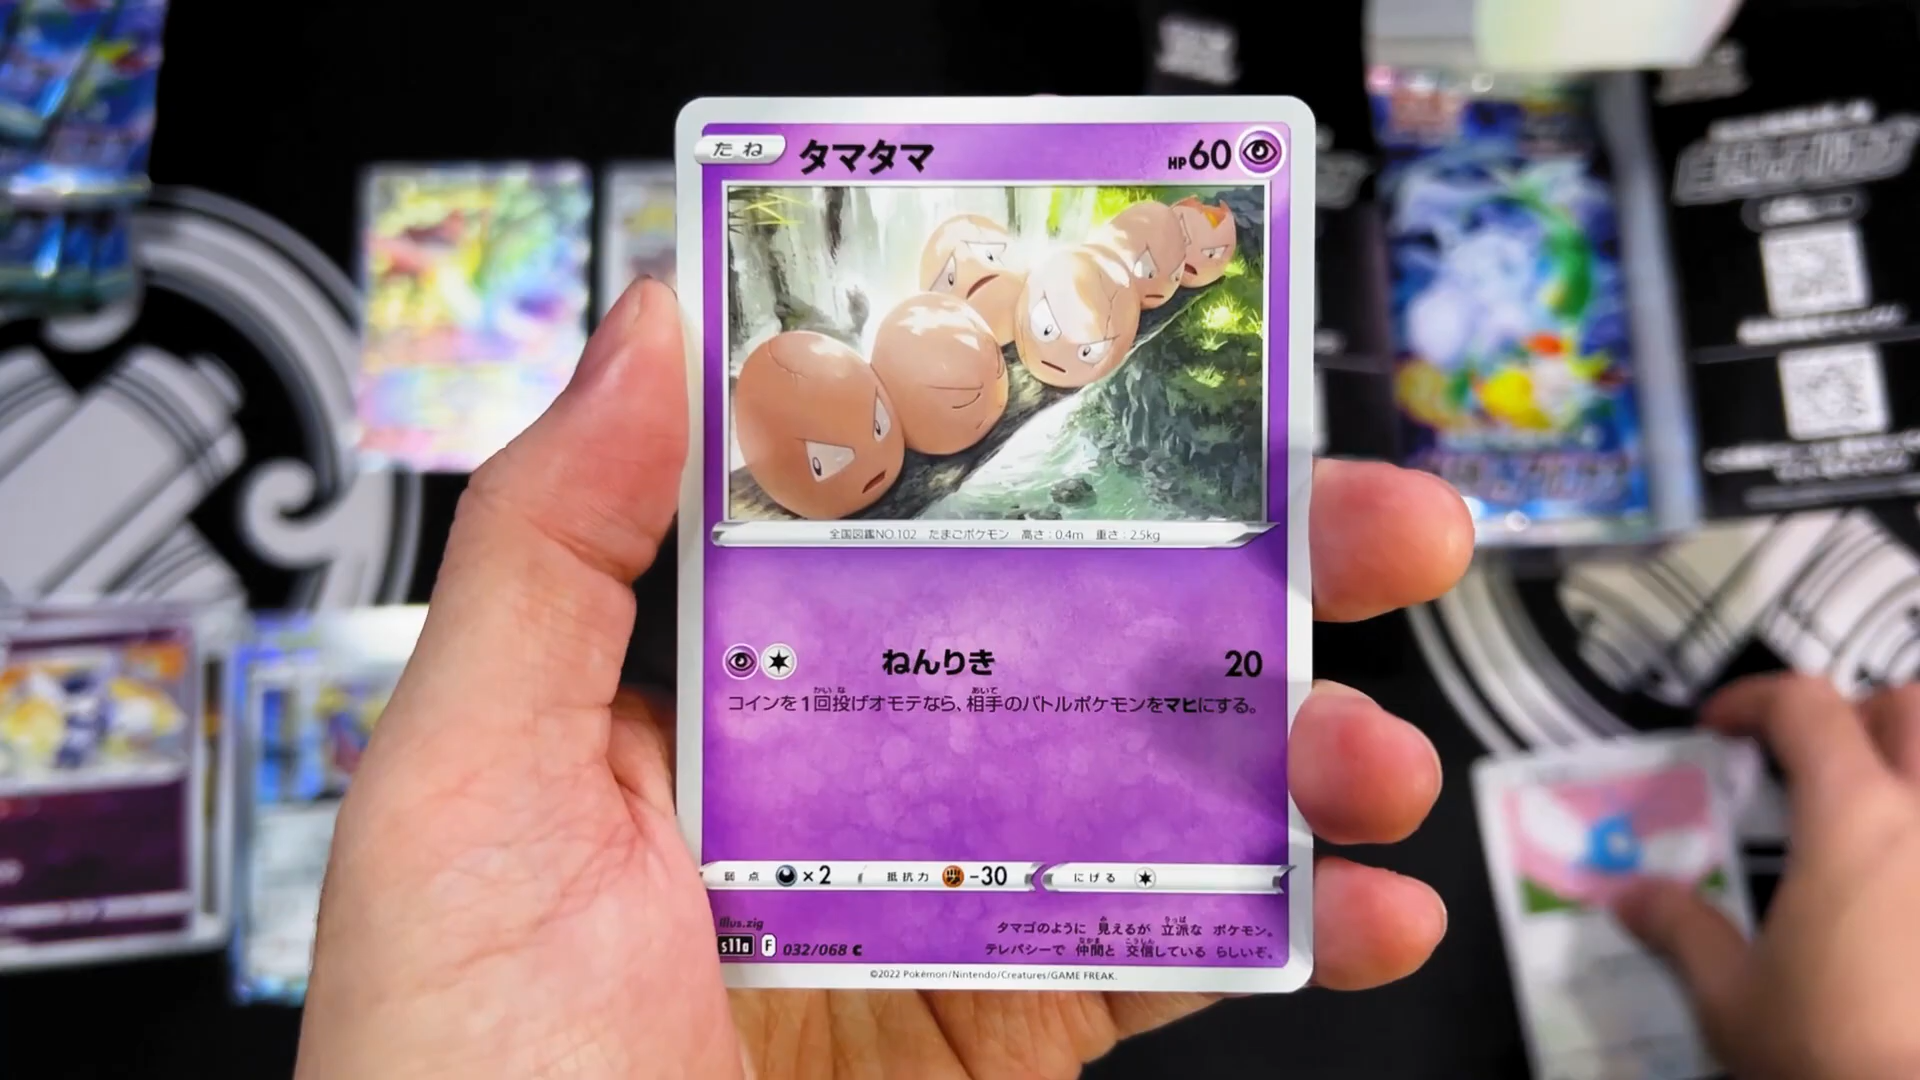 たね タマタマ HP60
全国図鑑NO.102 たまごポケモン 高さ:0.4m 重さ:2.5kg
ねんりき 20
コインを1回投げオモテなら、相手のバトルポケモンをマヒにする。
弱点 ×2 抵抗力 -30 にげる
Illus.zig
タマゴのように 見えるが 立派な ポケモン。
テレパシーで 仲間と 交信している らしいぞ。
s11a F 032/068 C
©2022 Pokémon/Nintendo/Creatures/GAME FREAK.